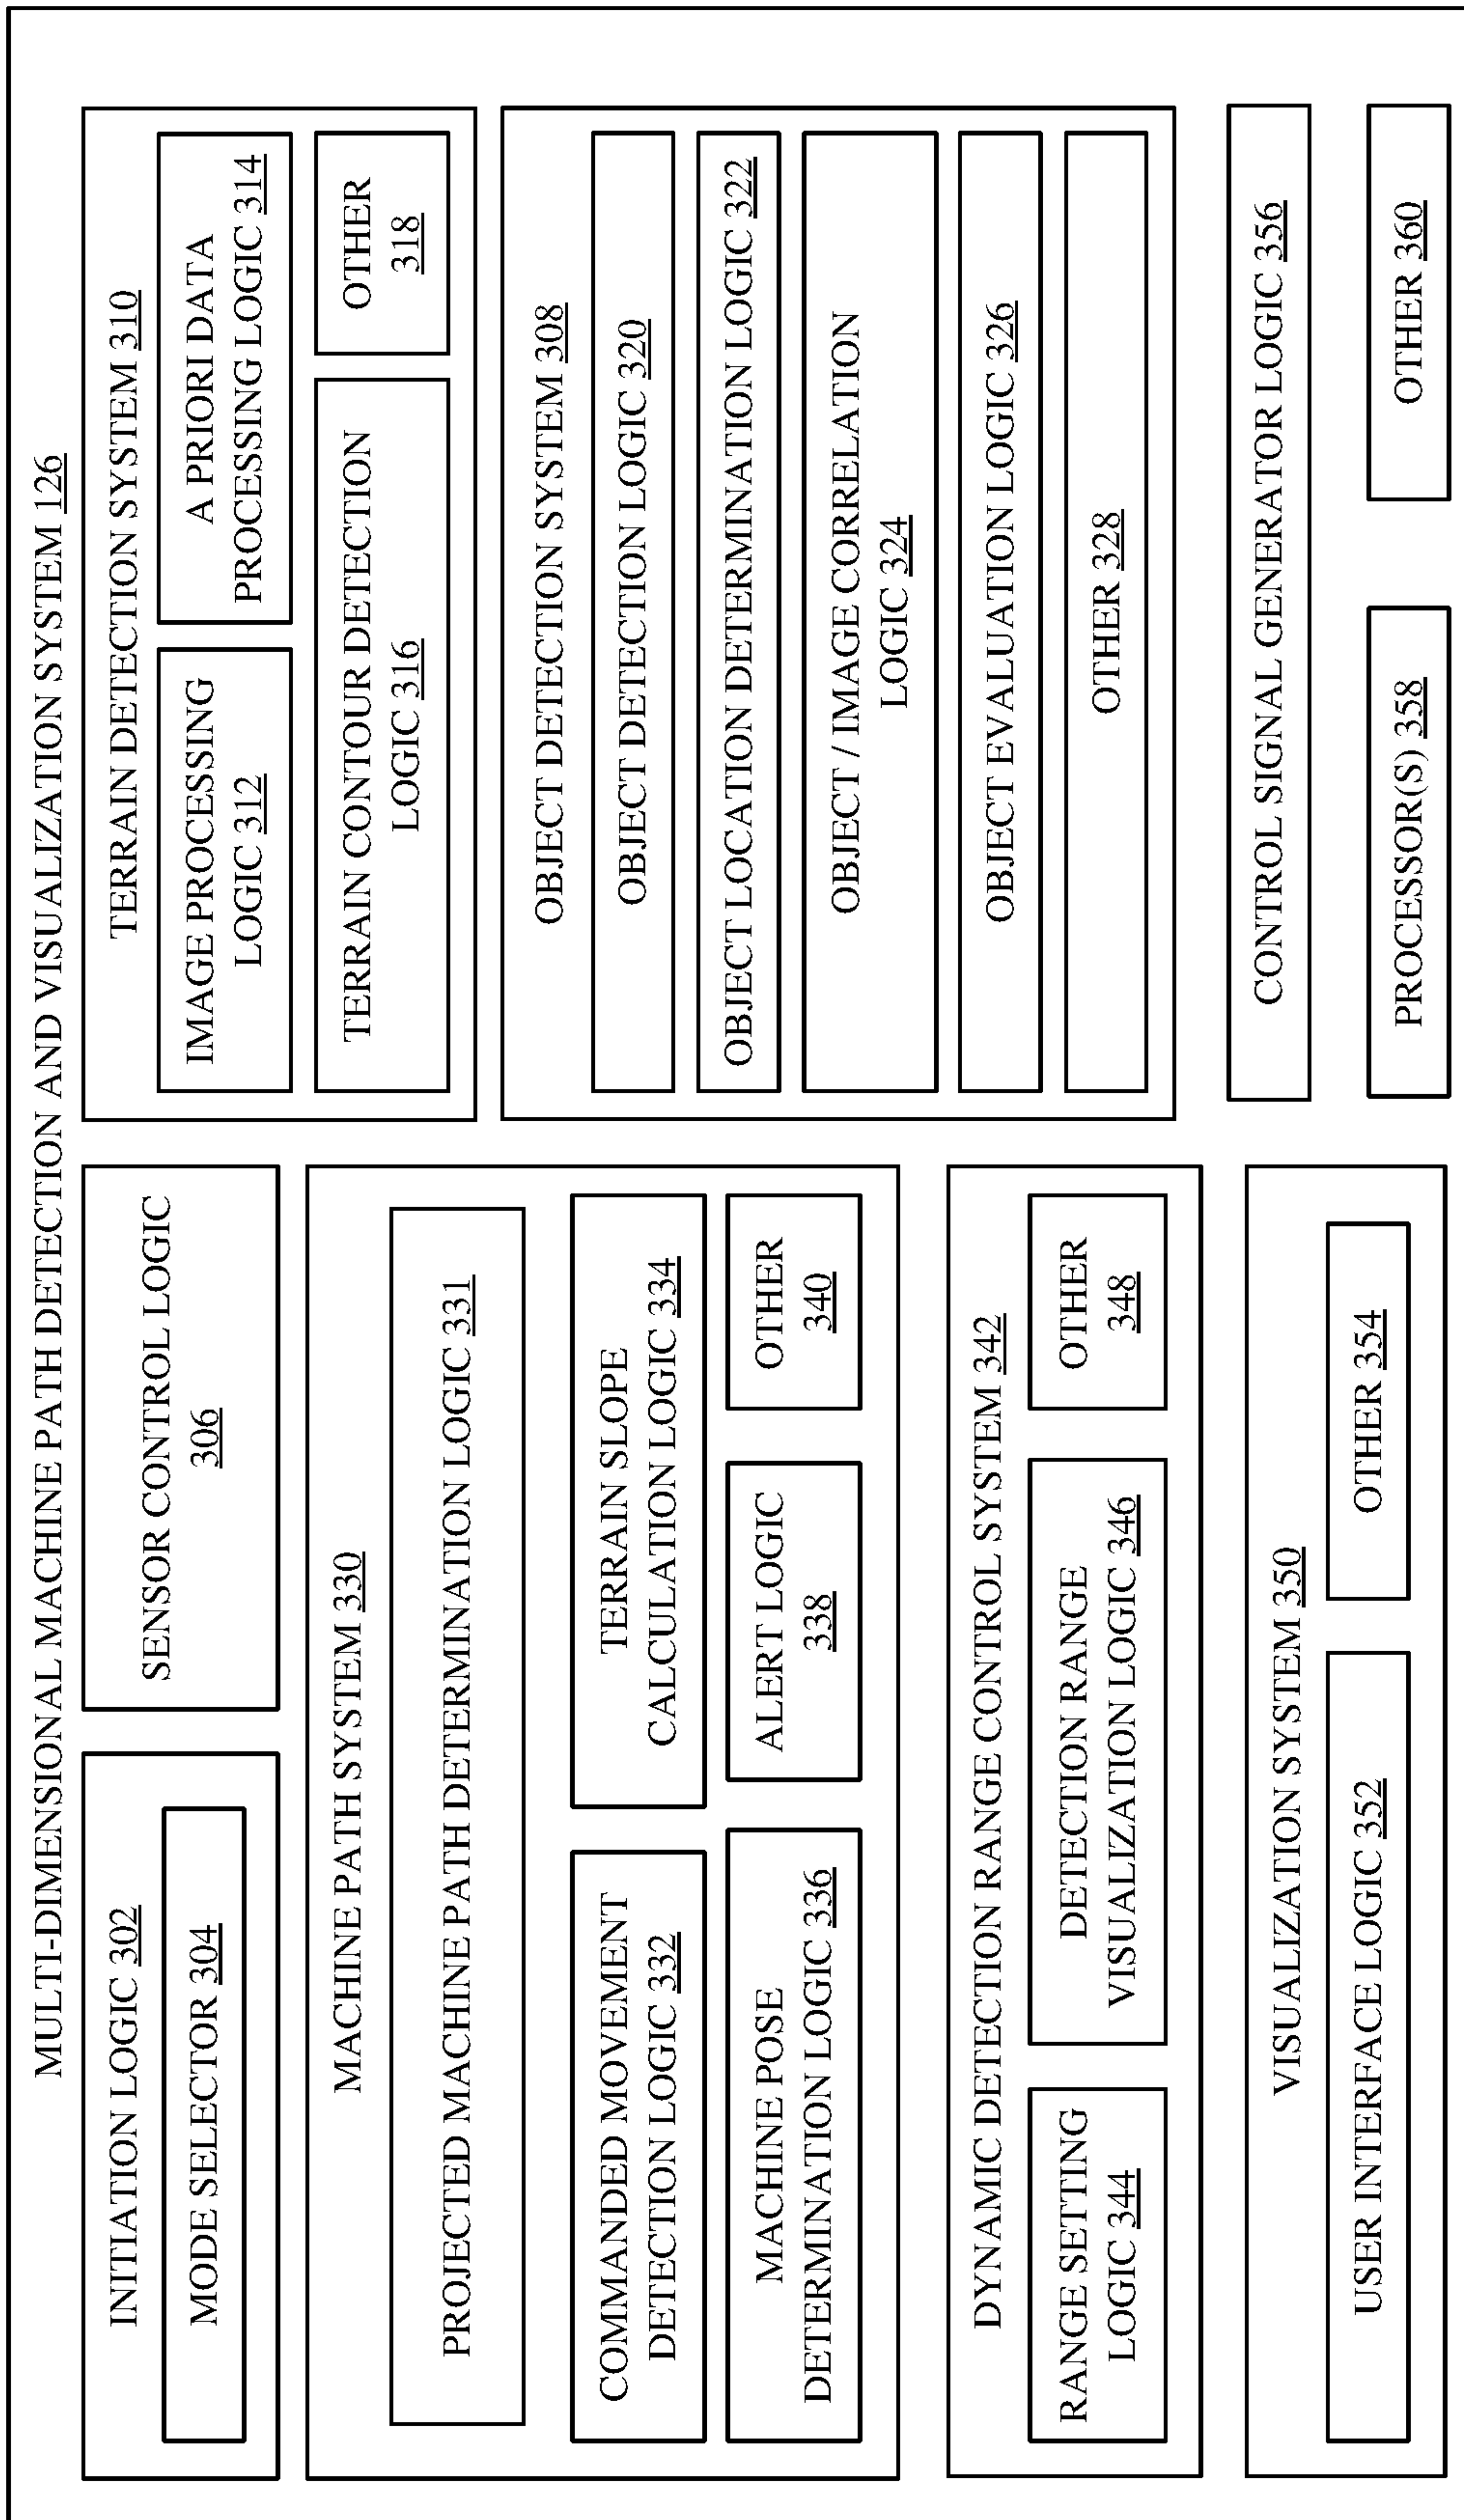 MULTI-DIMENSIONAL MACHINE PATH DETECTION AND VISUALIZATION SYSTEM 126
INITIATION LOGIC 302
MODE SELECTOR 304
SENSOR CONTROL LOGIC
306
MACHINE PATH SYSTEM 330
PROJECTED MACHINE PATH DETERMINATION LOGIC 331
COMMANDED MOVEMENT
DETECTION LOGIC 332
TERRAIN SLOPE
CALCULATION LOGIC 334
MACHINE POSE
DETERMINATION LOGIC 336
ALERT LOGIC
338
OTHER
340
DYNAMIC DETECTION RANGE CONTROL SYSTEM 342
RANGE SETTING
LOGIC 344
DETECTION RANGE
VISUALIZATION LOGIC 346
OTHER
348
VISUALIZATION SYSTEM 350
USER INTERFACE LOGIC 352
OTHER 354
TERRAIN DETECTION SYSTEM 310
IMAGE PROCESSING
LOGIC 312
A PRIORI DATA
PROCESSING LOGIC 314
TERRAIN CONTOUR DETECTION
LOGIC 316
OTHER
318
OBJECT DETECTION SYSTEM 308
OBJECT DETECTION LOGIC 320
OBJECT LOCATION DETERMINATION LOGIC 322
OBJECT / IMAGE CORRELATION
LOGIC 324
OBJECT EVALUATION LOGIC 326
OTHER 328
CONTROL SIGNAL GENERATOR LOGIC 356
PROCESSOR(S) 358
OTHER 360